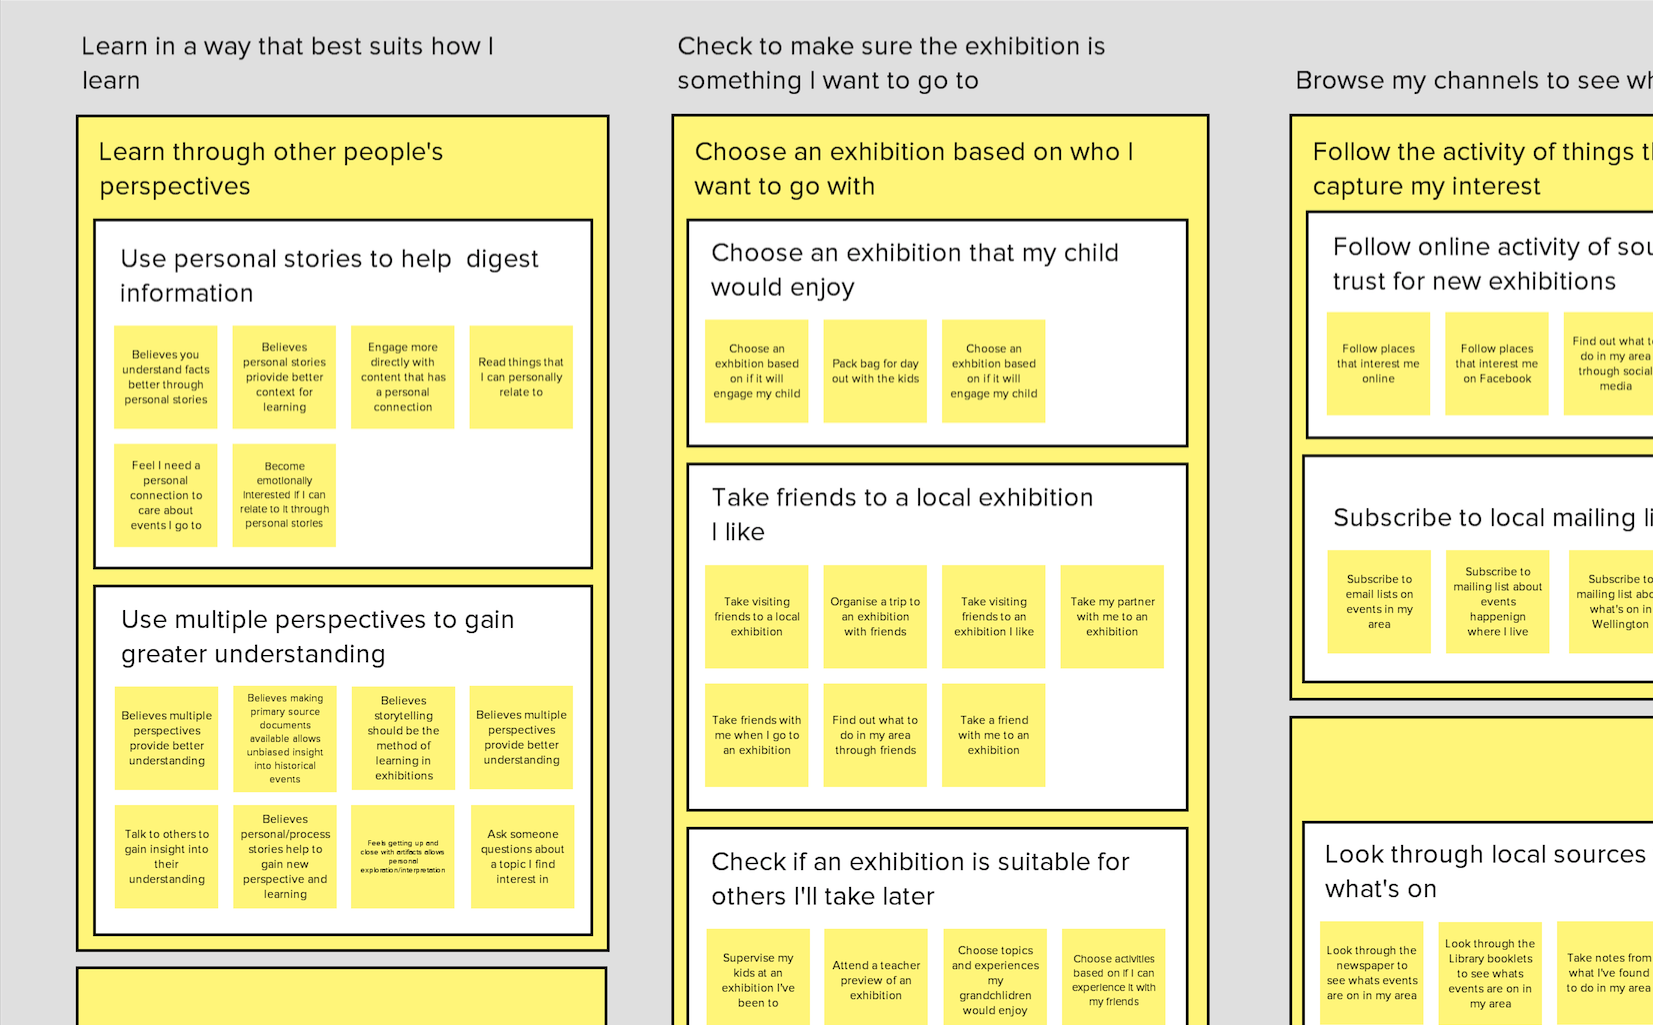 Learn in a way that best suits how I
learn
Learn through other people's
perspectives
Use personal stories to help digest
information
Believes you
understand facts
better through
personal stories
Believes
personal stories
priovide better
context for
learning
Engage more
directly with
content that has
a personal
connection
Read things that
I can personally
relate to
Feel I need a
personal
connection to
care about
events I go to
Become
emotionally
interested if I can
relate to it through
personal stories
Use multiple perspectives to gain
greater understanding
Believes multiple
perspectives
provide better
understanding
Believes making
primary source
documents
available allows
unbiased insight
into historical
events
Believes
storytelling
should be the
method of
learning in
exhibitions
Believes multiple
perspectives
provide better
understanding
Talk to others to
gain insight into
their
understanding
Believes
personal/process
stories help to
gain new
perspective and
learning
Feels getting up and
close with artifacts allows
personal
exploration/interpretation
Ask someone
questions about
a topic I find
interest in
Check to make sure the exhibition is
something I want to go to
Choose an exhibition based on who I
want to go with
Choose an exhibition that my child
would enjoy
Choose an
exhbition based
on if it will
engage my child
Pack bag for day
out with the kids
Choose an
exhbition based
on if it will
engage my child
Take friends to a local exhibition
I like
Take visiting
friends to a local
exhibition
Organise a trip to
an exhibition
with friends
Take visiting
friends to an
exhibition I like
Take my partner
with me to an
exhibition
Take friends with
me when I go to
an exhibition
Find out what to
do in my area
through friends
Take a friend
with me to an
exhibition
Check if an exhibition is suitable for
others I'll take later
Supervise my
kids at an
exhibition I've
been to
Attend a teacher
preview of an
exhibition
Choose topics
and experiences
my
grandchlidren
would enjoy
Choose activities
based on if I can
experience it with
my friends
Browse my channels to see
Follow the activity of things
capture my interest
Follow online activity of
trust for new exhibitions
Follow places
that interest me
online
Follow places
that interest me
on Facebook
Find out what
do in my area
trhough social
media
Subscribe to local mailing
Subscribe to
email lists on
events in my
area
Subscribe to
mailing list about
events
happenign
where I live
Subscribe to
mailing list
what's on in
Wellington
Look through local sources
what's on
Look through the
newspaper to
see whats events
are on in my area
Look through the
Library booklets
to see whats
events are on in
my area
Take notes from
what I've found
to do in my area